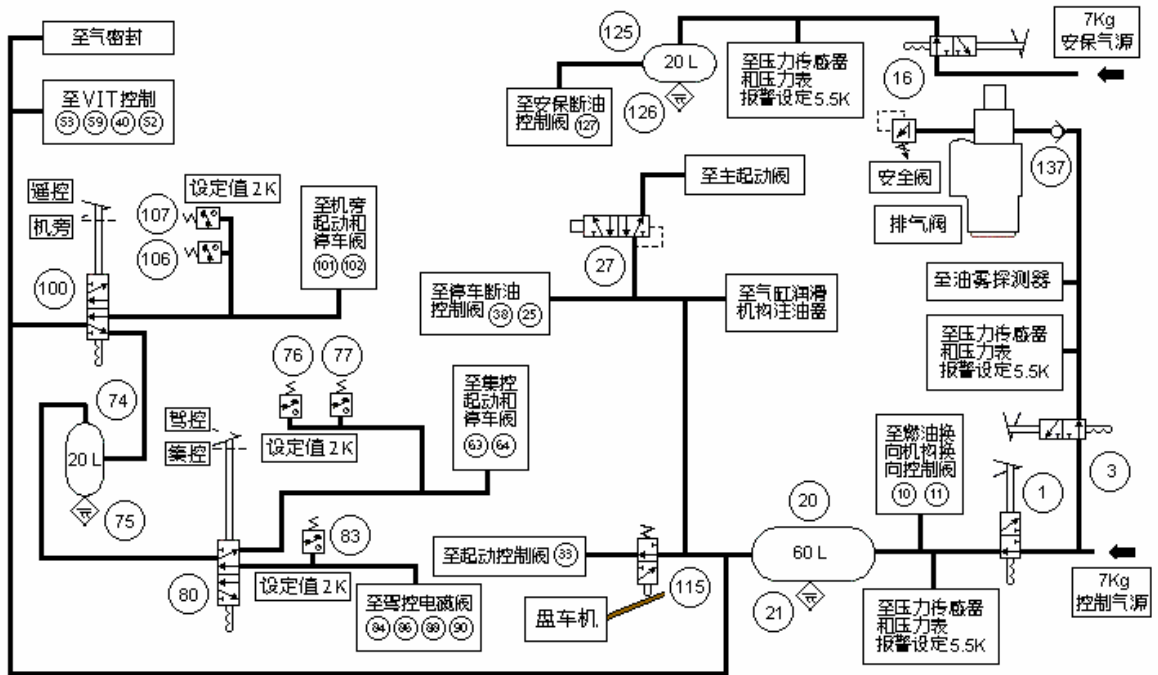 至气密封
至VIT控制
53 59 40 52
遥控
机旁
设定值2K
107
106
100
至机旁
起动和
停车阀
101 102
125
20 L
126
至安保断油
控制阀 127
至压力传感器
和压力表
报警设定5.5K
16
7Kg
安保气源
安全阀
排气阀
137
至主起动阀
27
至停车断油
控制阀 38 25
至气缸润滑
机构注油器
至油雾探测器
至压力传感器
和压力表
报警设定5.5K
3
74
20 L
75
驾控
集控
76
77
设定值2K
至集控
起动和
停车阀
63 64
80
83
设定值2K
至驾控电磁阀
84 86 88 90
至起动控制阀 33
盘车机
115
20
60 L
21
至燃油换
向机构换
向控制阀
10 11
1
至压力传感器
和压力表
报警设定5.5K
7Kg
控制气源